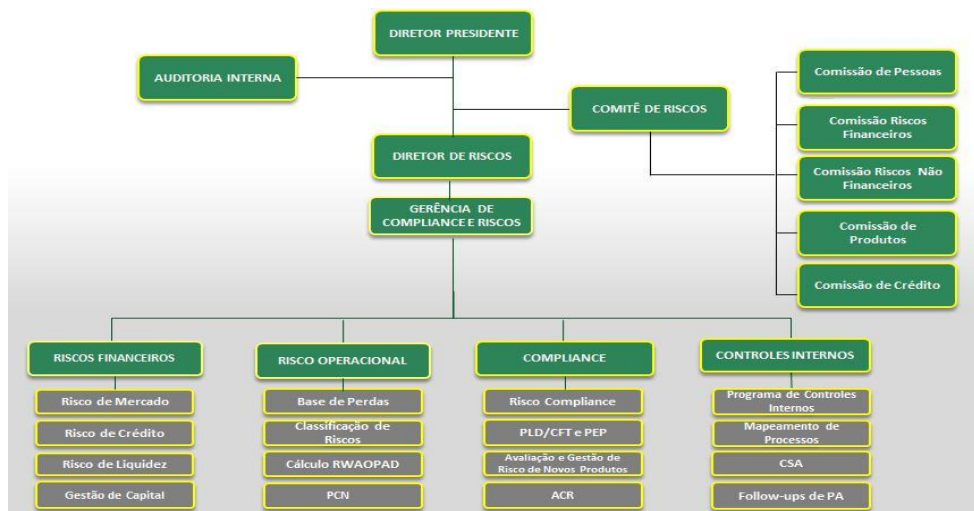 DIRETOR PRESIDENTE
AUDITORIA INTERNA
COMITÊ DE RISCOS
DIRETOR DE RISCOS
GERÊNCIA DE
COMPLIANCE E RISCOS
Comissão de Pessoas
Comissão Riscos
Financeiros
Comissão Riscos Não
Financeiros
Comissão de
Produtos
Comissão de Crédito
RISCOS FINANCEIROS
Risco de Mercado
Risco de Crédito
Risco de Liquidez
Gestão de Capital
RISCO OPERACIONAL
Base de Perdas
Classificação de
Riscos
Cálculo RWAOPAD
PCN
COMPLIANCE
Risco Compliance
PLD/CFT e PEP
Avaliação e Gestão de
Risco de Novos Produtos
ACR
CONTROLES INTERNOS
Programa de Controles
Internos
Mapeamento de
Processos
CSA
Follow-ups de PA